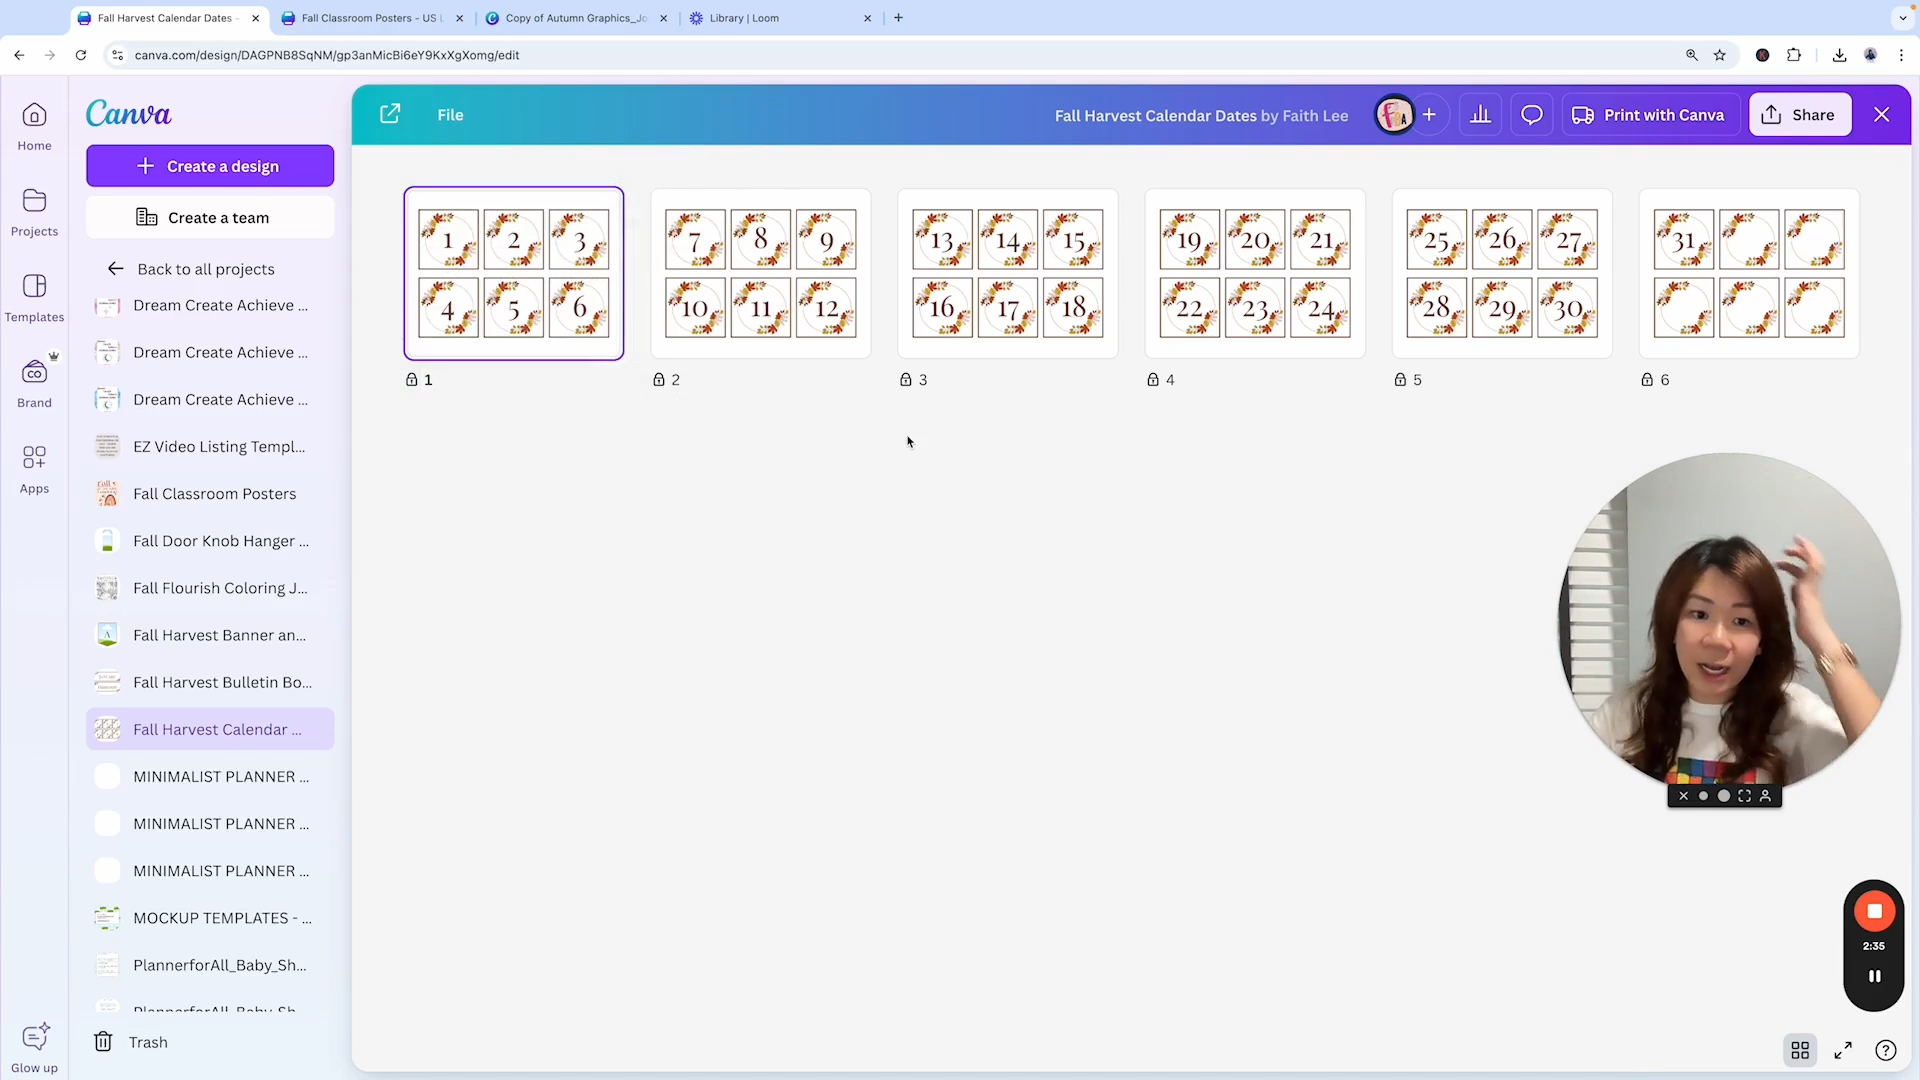 Fall Harvest Calendar Dates -
Fall Classroom Posters - US L
Copy of Autumn Graphics_Jo
Library | Loom
canva.com/design/DAGPNB8SqNM/gp3anMicBi6eY9KxXgXomg/edit
Home
Projects
Templates
Brand
Apps
Glow up
Canva
Create a design
Create a team
Back to all projects
Dream Create Achieve ...
Dream Create Achieve ...
Dream Create Achieve ...
EZ Video Listing Templ...
Fall Classroom Posters
Fall Door Knob Hanger ...
Fall Flourish Coloring J...
Fall Harvest Banner an...
Fall Harvest Bulletin Bo...
Fall Harvest Calendar ...
MINIMALIST PLANNER ...
MINIMALIST PLANNER ...
MINIMALIST PLANNER ...
MOCKUP TEMPLATES - ...
PlannerforAll_Baby_Sh...
PlannerforAll_Baby_Sh...
Trash
File
Fall Harvest Calendar Dates by Faith Lee
Print with Canva
Share
1 2 3
4 5 6
1
7 8 9
10 11 12
2
13 14 15
16 17 18
3
19 20 21
22 23 24
4
25 26 27
28 29 30
5
31
6
2:35